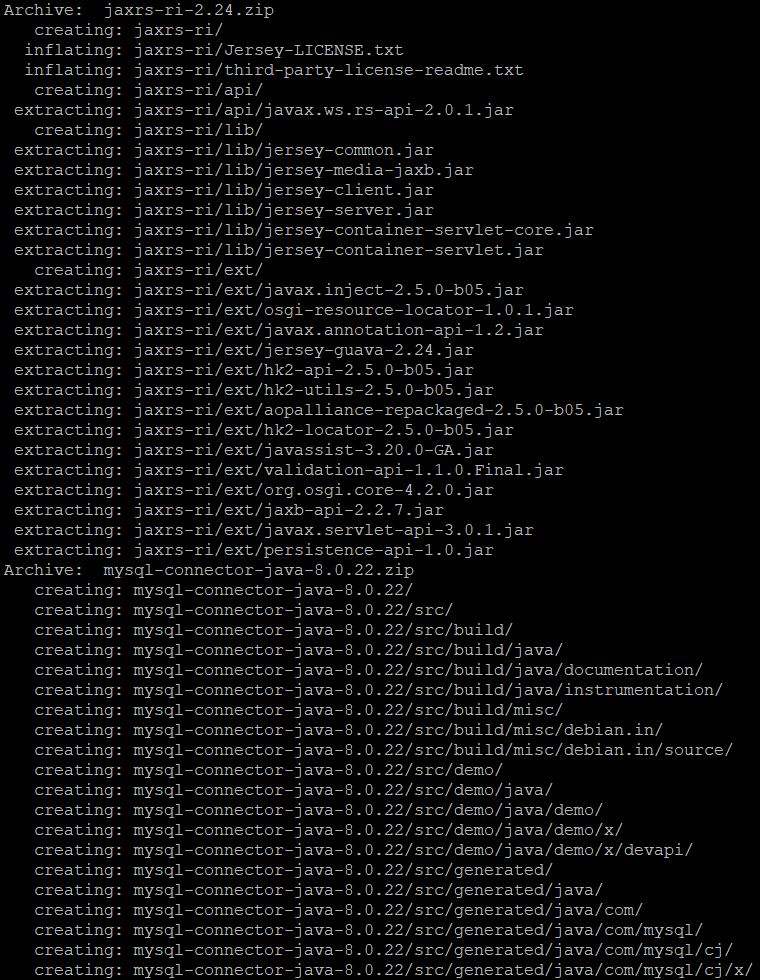 Archive:  jaxrs-ri-2.24.zip
   creating: jaxrs-ri/
  inflating: jaxrs-ri/Jersey-LICENSE.txt
  inflating: jaxrs-ri/third-party-license-readme.txt
   creating: jaxrs-ri/api/
 extracting: jaxrs-ri/api/javax.ws.rs-api-2.0.1.jar
   creating: jaxrs-ri/lib/
 extracting: jaxrs-ri/lib/jersey-common.jar
 extracting: jaxrs-ri/lib/jersey-media-jaxb.jar
 extracting: jaxrs-ri/lib/jersey-client.jar
 extracting: jaxrs-ri/lib/jersey-server.jar
 extracting: jaxrs-ri/lib/jersey-container-servlet-core.jar
 extracting: jaxrs-ri/lib/jersey-container-servlet.jar
   creating: jaxrs-ri/ext/
 extracting: jaxrs-ri/ext/javax.inject-2.5.0-b05.jar
 extracting: jaxrs-ri/ext/osgi-resource-locator-1.0.1.jar
 extracting: jaxrs-ri/ext/javax.annotation-api-1.2.jar
 extracting: jaxrs-ri/ext/jersey-guava-2.24.jar
 extracting: jaxrs-ri/ext/hk2-api-2.5.0-b05.jar
 extracting: jaxrs-ri/ext/hk2-utils-2.5.0-b05.jar
 extracting: jaxrs-ri/ext/aopalliance-repackaged-2.5.0-b05.jar
 extracting: jaxrs-ri/ext/hk2-locator-2.5.0-b05.jar
 extracting: jaxrs-ri/ext/javassist-3.20.0-GA.jar
 extracting: jaxrs-ri/ext/validation-api-1.1.0.Final.jar
 extracting: jaxrs-ri/ext/org.osgi.core-4.2.0.jar
 extracting: jaxrs-ri/ext/jaxb-api-2.2.7.jar
 extracting: jaxrs-ri/ext/javax.servlet-api-3.0.1.jar
 extracting: jaxrs-ri/ext/persistence-api-1.0.jar
Archive:  mysql-connector-java-8.0.22.zip
   creating: mysql-connector-java-8.0.22/
   creating: mysql-connector-java-8.0.22/src/
   creating: mysql-connector-java-8.0.22/src/build/
   creating: mysql-connector-java-8.0.22/src/build/java/
   creating: mysql-connector-java-8.0.22/src/build/java/documentation/
   creating: mysql-connector-java-8.0.22/src/build/java/instrumentation/
   creating: mysql-connector-java-8.0.22/src/build/misc/
   creating: mysql-connector-java-8.0.22/src/build/misc/debian.in/
   creating: mysql-connector-java-8.0.22/src/build/misc/debian.in/source/
   creating: mysql-connector-java-8.0.22/src/demo/
   creating: mysql-connector-java-8.0.22/src/demo/java/
   creating: mysql-connector-java-8.0.22/src/demo/java/demo/
   creating: mysql-connector-java-8.0.22/src/demo/java/demo/x/
   creating: mysql-connector-java-8.0.22/src/demo/java/demo/x/devapi/
   creating: mysql-connector-java-8.0.22/src/generated/
   creating: mysql-connector-java-8.0.22/src/generated/java/
   creating: mysql-connector-java-8.0.22/src/generated/java/com/
   creating: mysql-connector-java-8.0.22/src/generated/java/com/mysql/
   creating: mysql-connector-java-8.0.22/src/generated/java/com/mysql/cj/
   creating: mysql-connector-java-8.0.22/src/generated/java/com/mysql/cj/x/